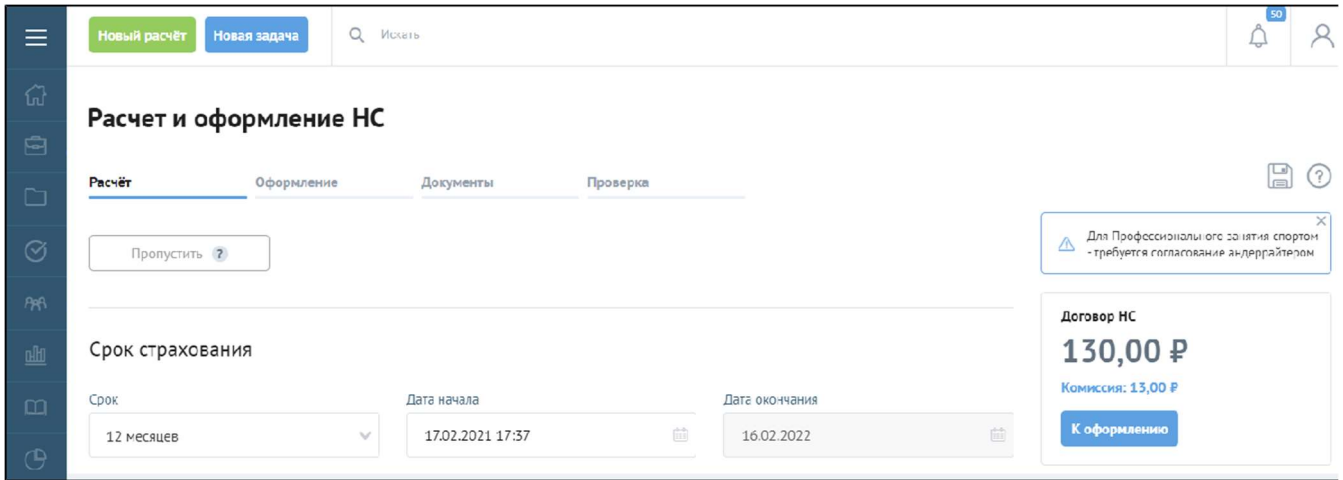 50
Новый расчёт
Новая задача
Искать
Расчет и оформление НС
Расчёт
Оформление
Документы
Проверка
Пропустить ?
Для Профессионального занятия спортом
- требуется согласование андеррайтером
Договор НС
130,00 ₽
Комиссия: 13,00 ₽
К оформлению
Срок страхования
Срок
Дата начала
Дата окончания
12 месяцев
17.02.2021 17:37
16.02.2022